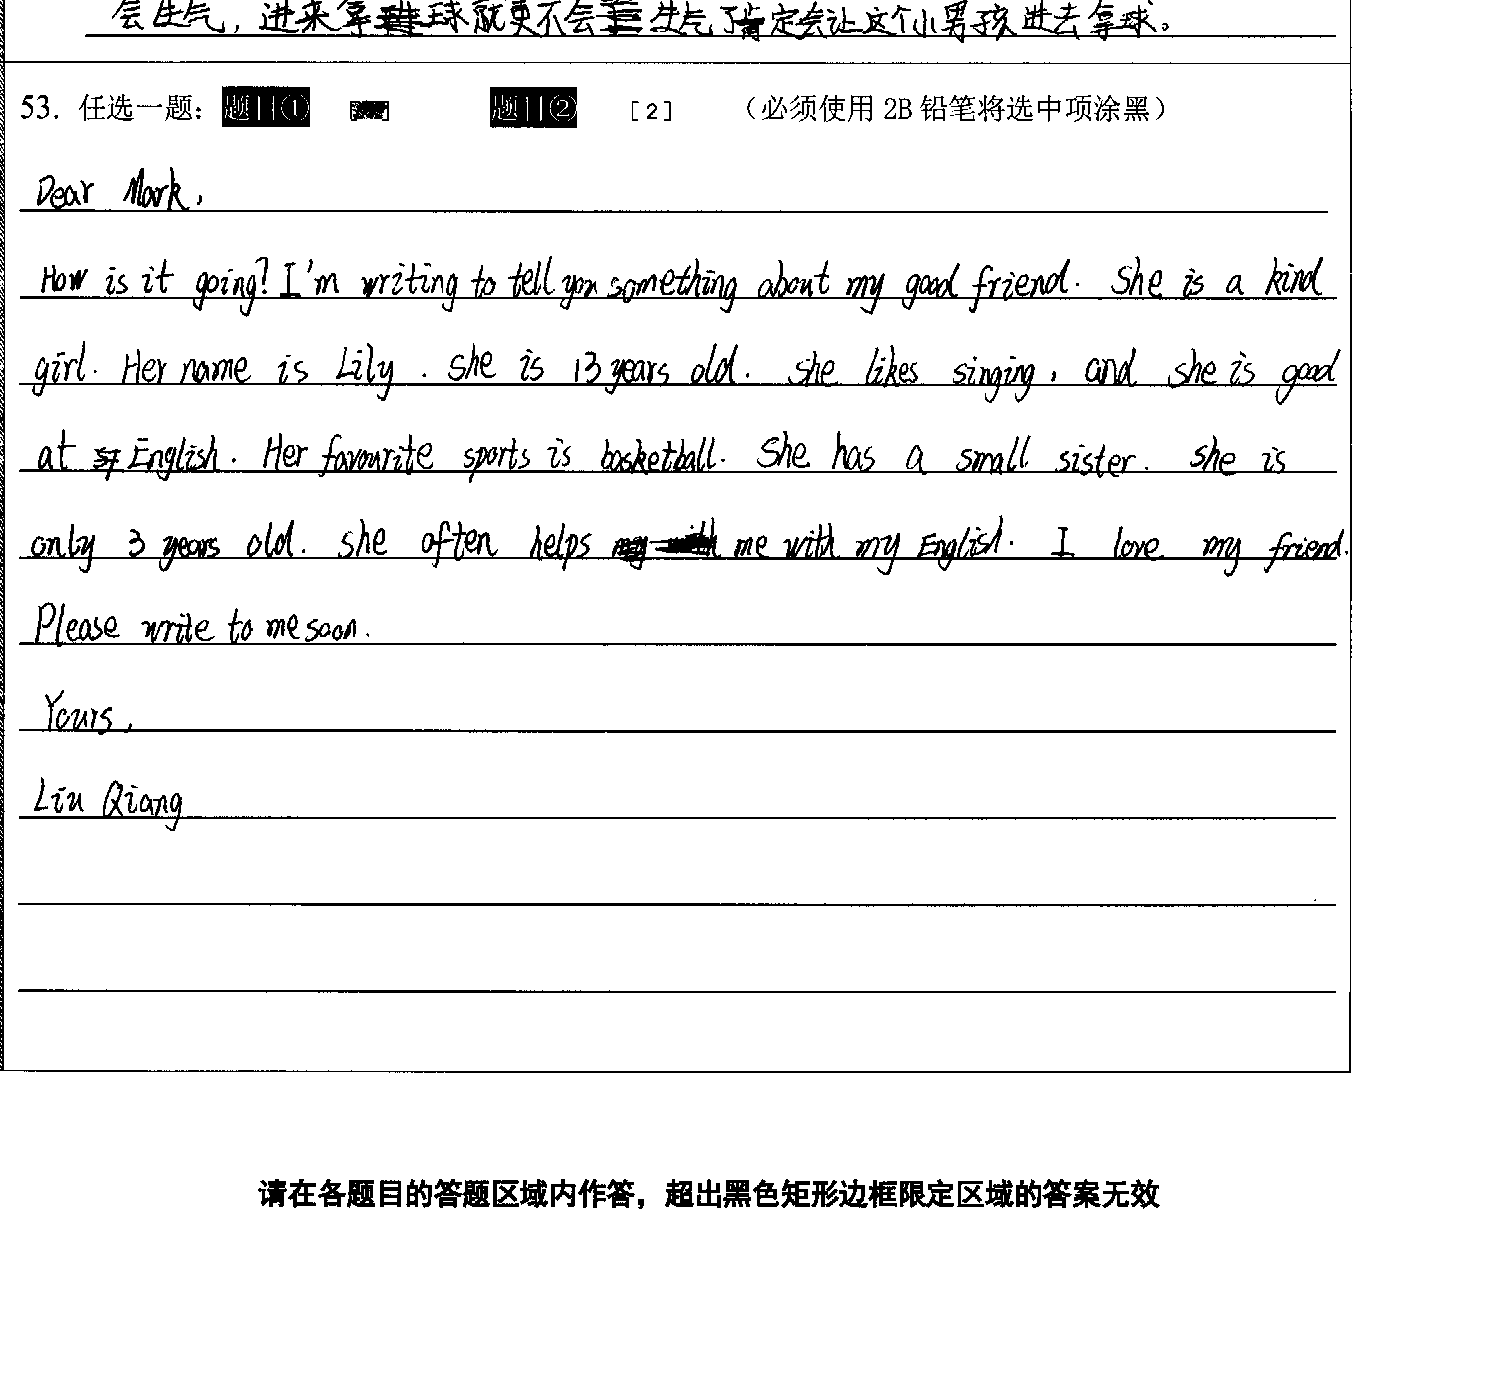 会生气，进来拿球就更不会生气了肯定会让这个小男孩进去拿球。
53. 任选一题： 题目① 题目② [2] （必须使用 2B 铅笔将选中项涂黑）
Dear Mark,
How is it going? I'm writing to tell you something about my good friend. She is a kind
girl. Her name is Lily. She is 13 years old. She likes singing, and she is good
at English. Her favourite sports is basketball. She has a small sister. She is
only 3 years old. She often helps me with my English. I love my friend.
Please write to me soon.
Yours,
Liu Qiang
请在各题目的答题区域内作答，超出黑色矩形边框限定区域的答案无效